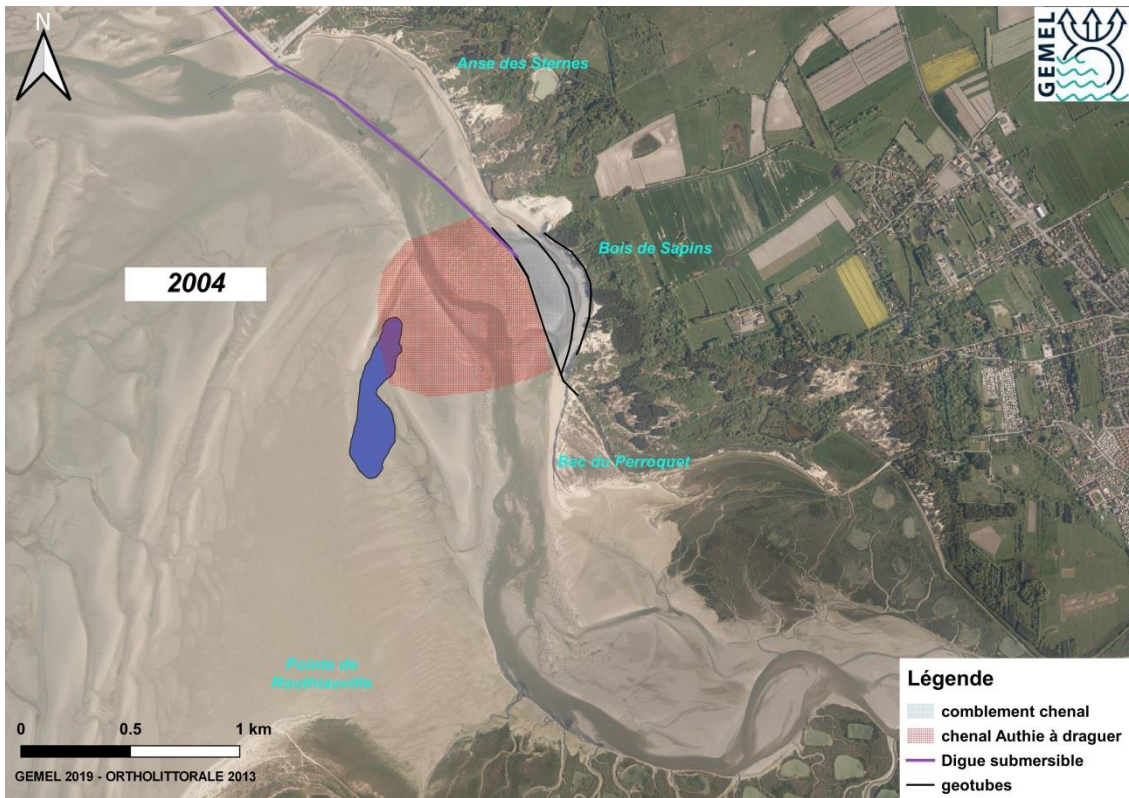 N
Anse des Sternes
GEMEL
Bois de Sapins
2004
Bec du Perroquet
Pointe de
Routhiauville
0 0.5 1 km
GEMEL 2019 - ORTHOLITTORALE 2013
Légende
comblement chenal
chenal Authie à draguer
Digue submersible
geotubes